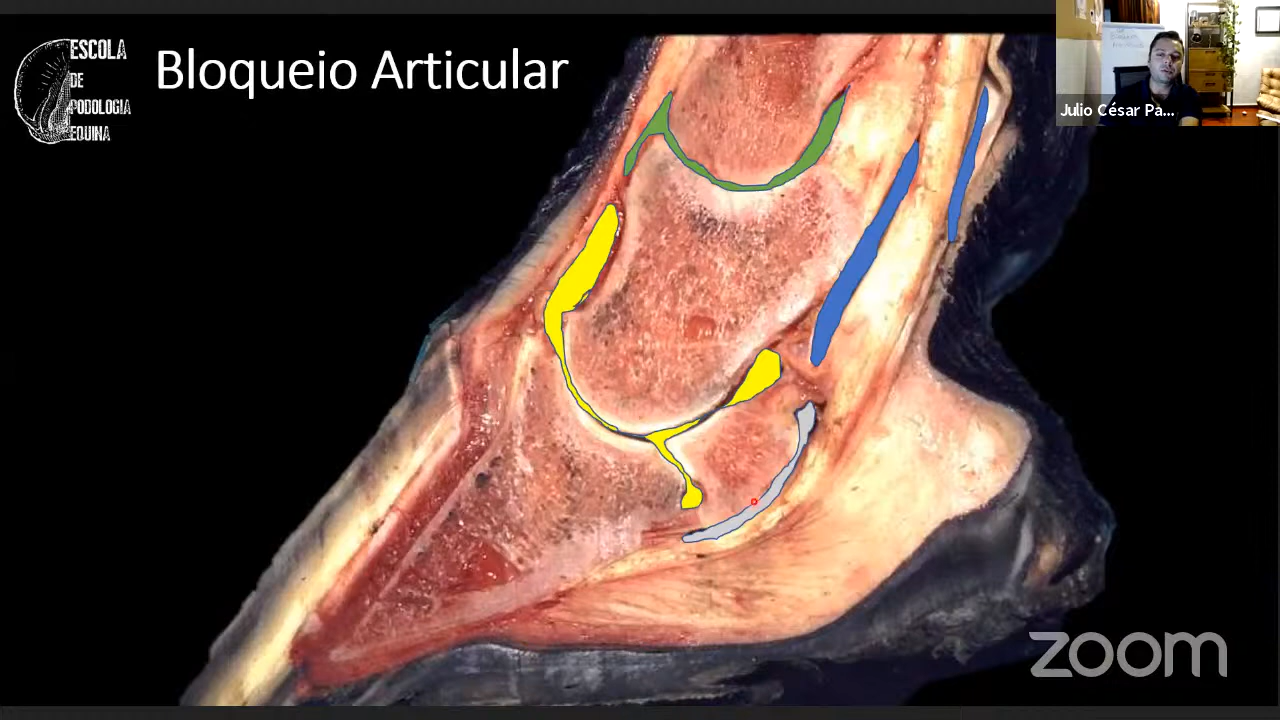 ESCOLA
DE
PODOLOGIA
EQUINA
Bloqueio Articular
Julio César Pa...
zoom